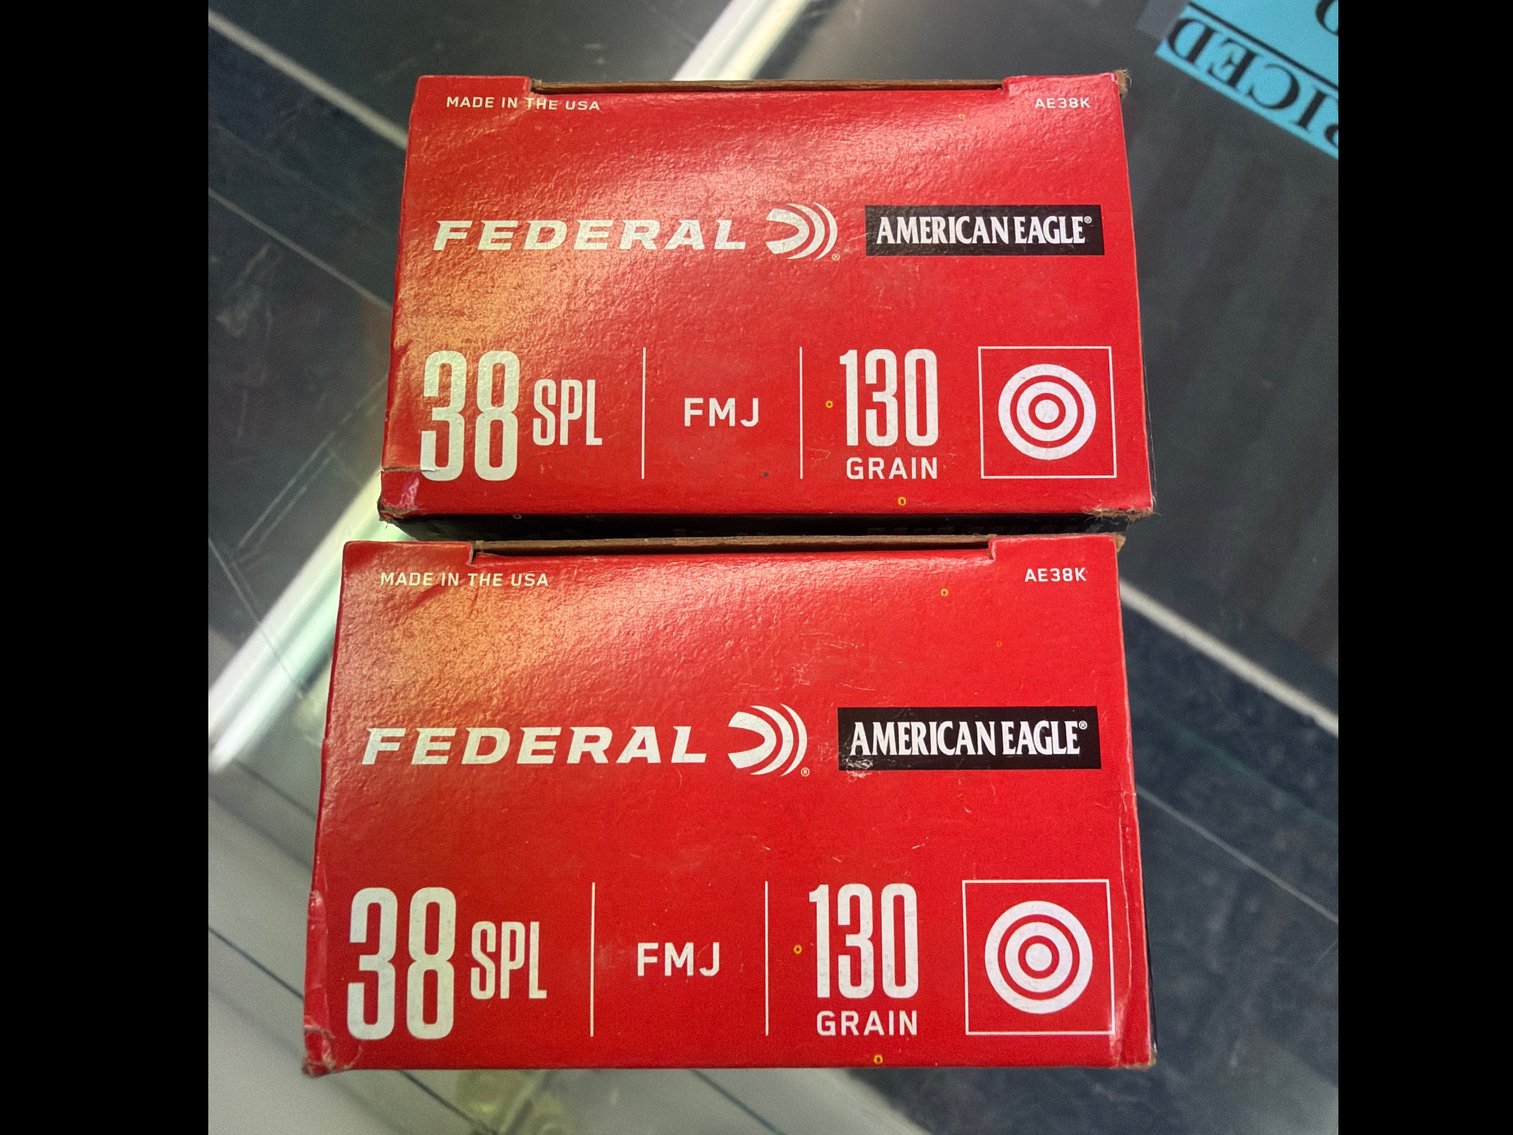 MADE IN THE USA AE38K
FEDERAL ® AMERICAN EAGLE®
38 SPL FMJ 130 GRAIN
MADE IN THE USA AE38K
FEDERAL ® AMERICAN EAGLE®
38 SPL FMJ 130 GRAIN